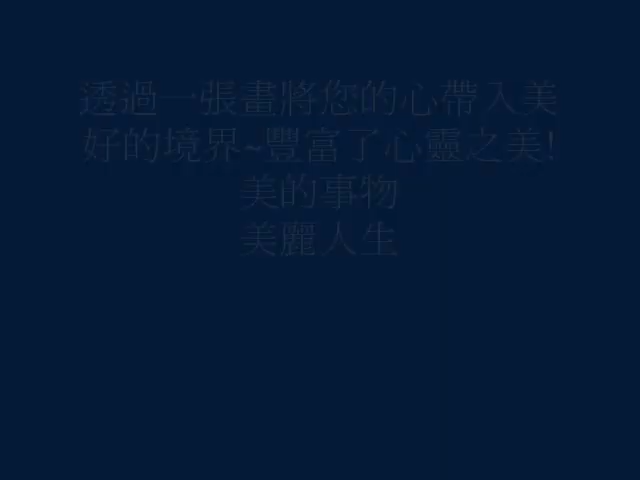 透過一張畫將您的心帶入美
好的境界~豐富了心靈之美!
美的事物
美麗人生